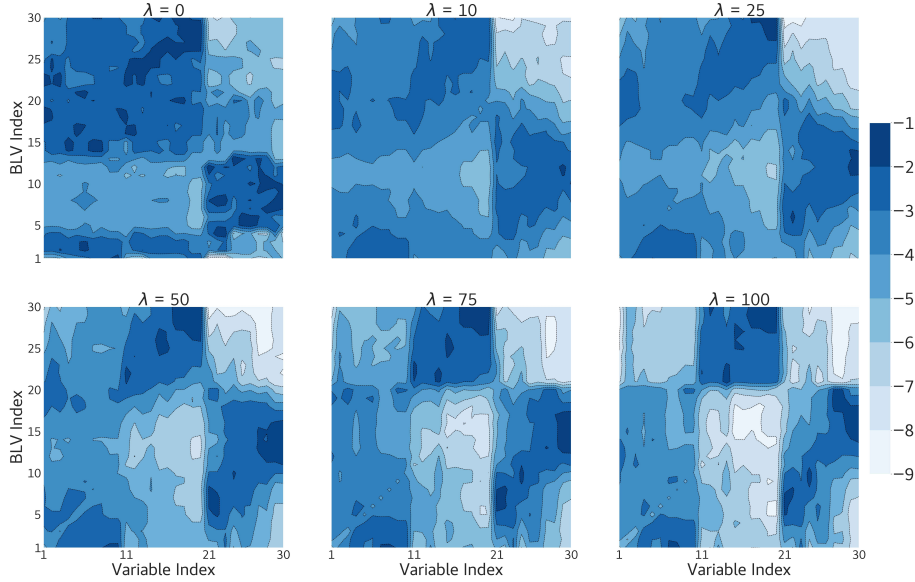 λ = 0
λ = 10
λ = 25
30
25
20
15
10
5
1
BLV Index
−1
−2
−3
−4
−5
−6
−7
−8
−9
λ = 50
λ = 75
λ = 100
30
25
20
15
10
5
1
BLV Index
1 11 21 30
1 11 21 30
1 11 21 30
Variable Index
Variable Index
Variable Index